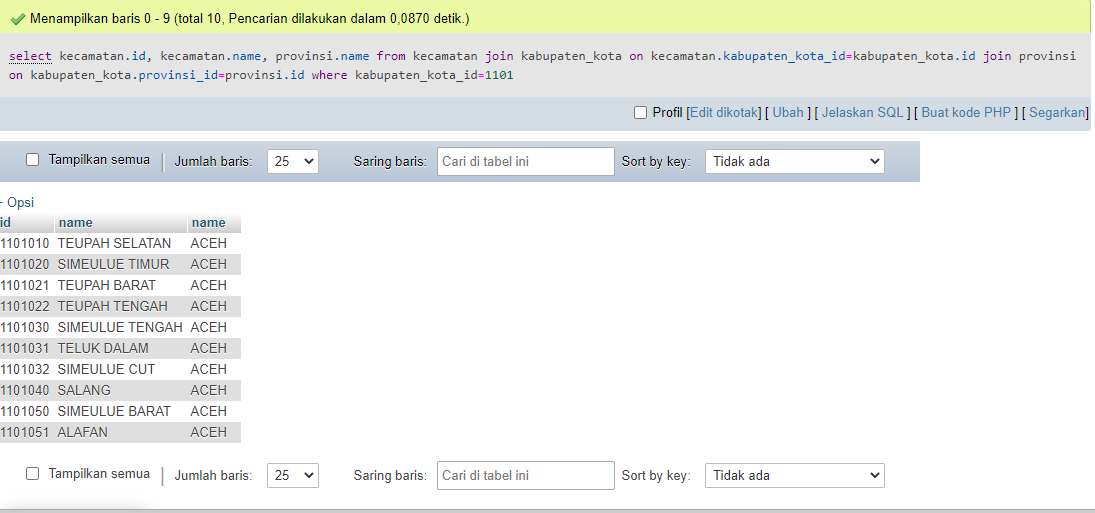 Menampilkan baris 0 - 9 (total 10, Pencarian dilakukan dalam 0,0870 detik.)
select kecamatan.id, kecamatan.name, provinsi.name from kecamatan join kabupaten_kota on kecamatan.kabupaten_kota_id=kabupaten_kota.id join provinsi
on kabupaten_kota.provinsi_id=provinsi.id where kabupaten_kota_id=1101
Profil [Edit dikotak] [ Ubah ] [ Jelaskan SQL ] [ Buat kode PHP ] [ Segarkan]
Tampilkan semua | Jumlah baris: 25 Saring baris: Cari di tabel ini Sort by key: Tidak ada
+ Opsi
id name name
1101010 TEUPAH SELATAN ACEH
1101020 SIMEULUE TIMUR ACEH
1101021 TEUPAH BARAT ACEH
1101022 TEUPAH TENGAH ACEH
1101030 SIMEULUE TENGAH ACEH
1101031 TELUK DALAM ACEH
1101032 SIMEULUE CUT ACEH
1101040 SALANG ACEH
1101050 SIMEULUE BARAT ACEH
1101051 ALAFAN ACEH
Tampilkan semua | Jumlah baris: 25 Saring baris: Cari di tabel ini Sort by key: Tidak ada